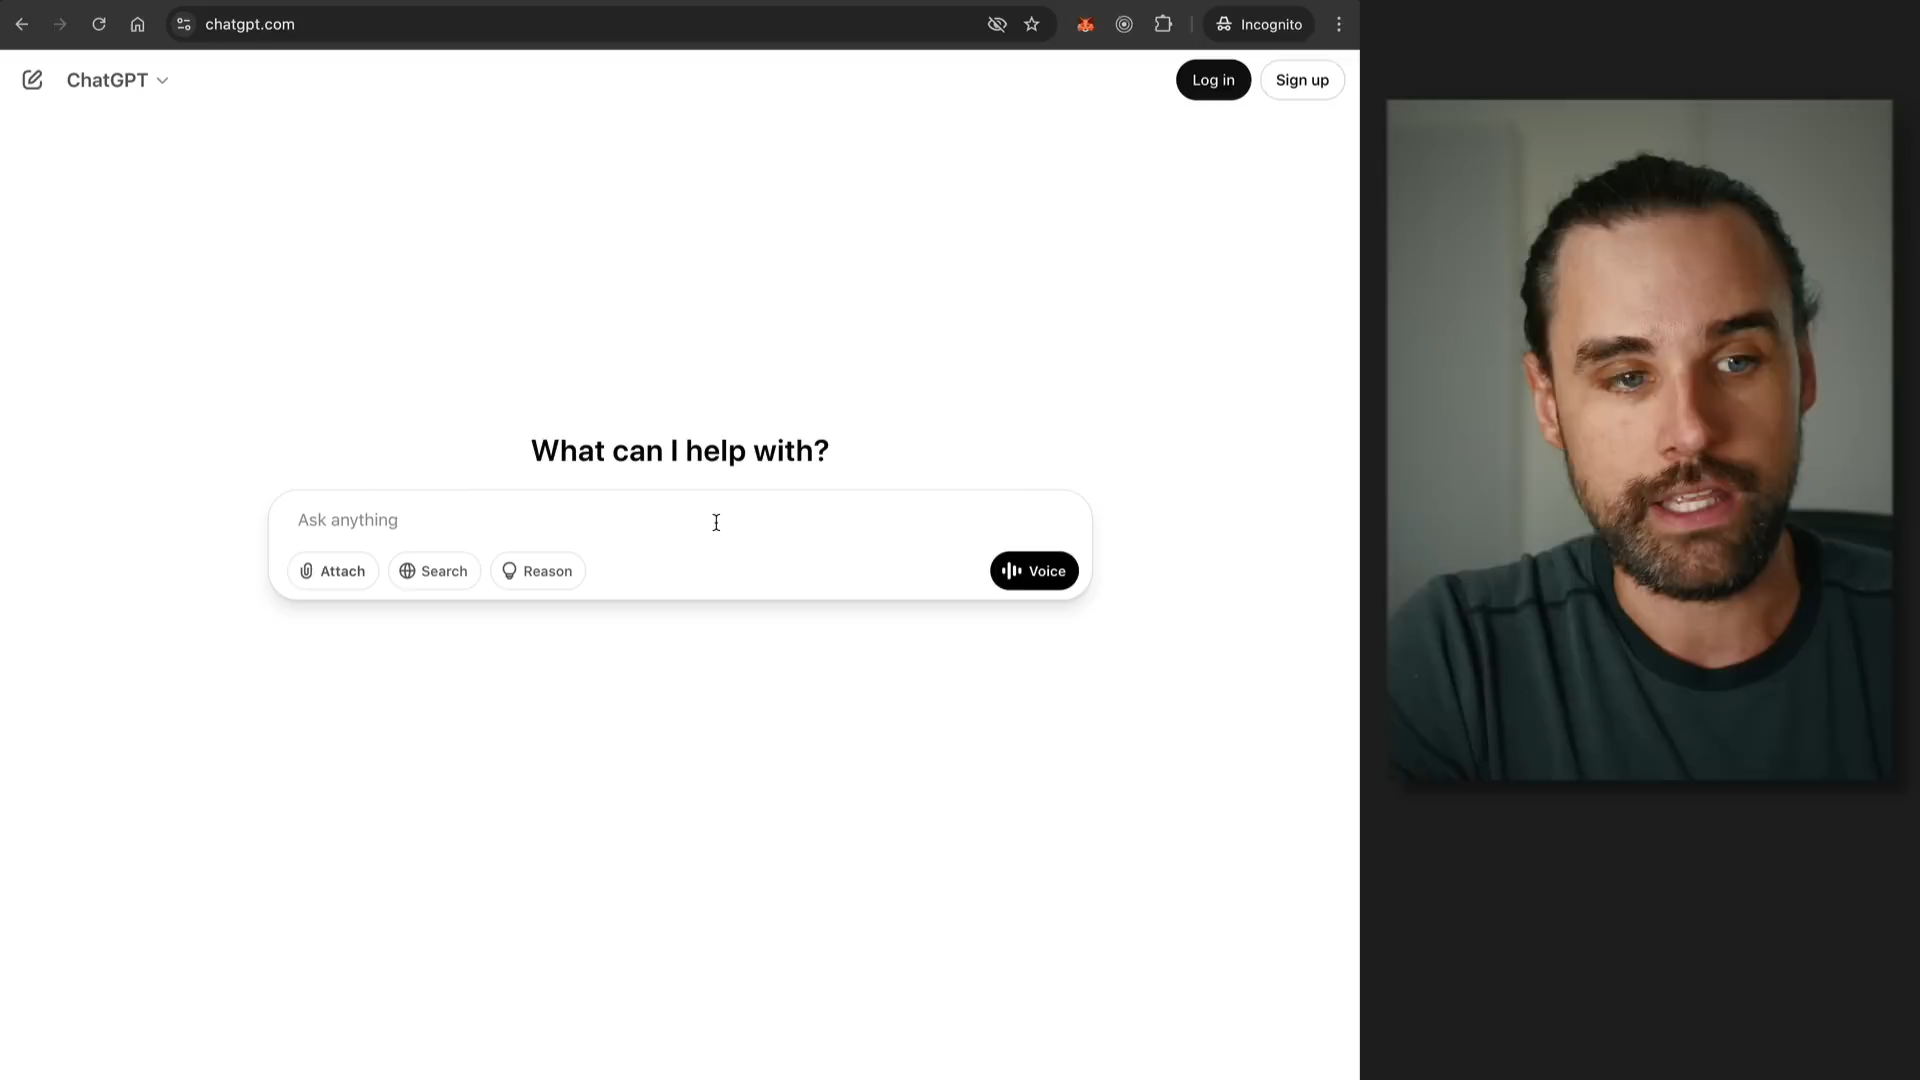 chatgpt.com
Incognito
ChatGPT
Log in
Sign up
What can I help with?
Ask anything
Attach
Search
Reason
Voice